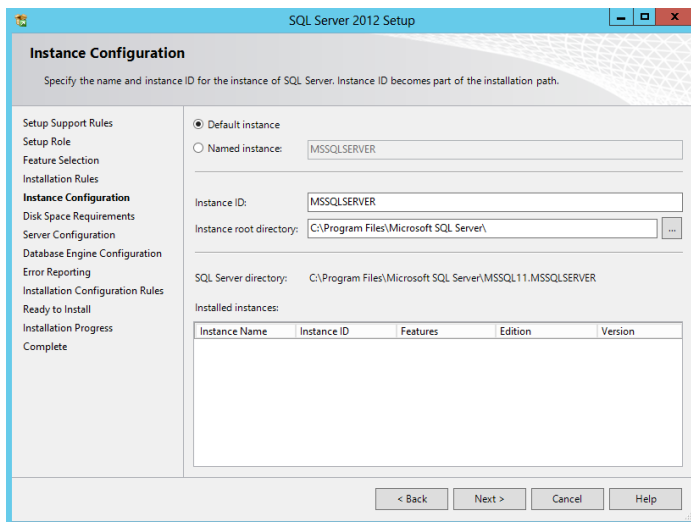 SQL Server 2012 Setup
Instance Configuration
Specify the name and instance ID for the instance of SQL Server. Instance ID becomes part of the installation path.
Setup Support Rules
Setup Role
Feature Selection
Installation Rules
Instance Configuration
Disk Space Requirements
Server Configuration
Database Engine Configuration
Error Reporting
Installation Configuration Rules
Ready to Install
Installation Progress
Complete
Default instance
Named instance: MSSQLSERVER
Instance ID: MSSQLSERVER
Instance root directory: C:\Program Files\Microsoft SQL Server\ ...
SQL Server directory: C:\Program Files\Microsoft SQL Server\MSSQL11.MSSQLSERVER
Installed instances:
Instance Name Instance ID Features Edition Version
< Back Next > Cancel Help